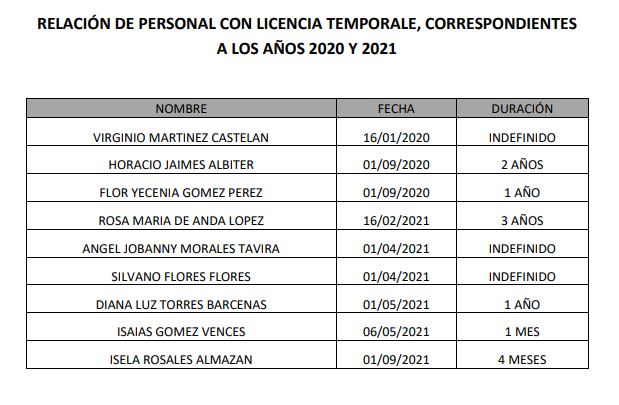 RELACIÓN DE PERSONAL CON LICENCIA TEMPORALE, CORRESPONDIENTES
A LOS AÑOS 2020 Y 2021
NOMBRE FECHA DURACIÓN
VIRGINIO MARTINEZ CASTELAN 16/01/2020 INDEFINIDO
HORACIO JAIMES ALBITER 01/09/2020 2 AÑOS
FLOR YECENIA GOMEZ PEREZ 01/09/2020 1 AÑO
ROSA MARIA DE ANDA LOPEZ 16/02/2021 3 AÑOS
ANGEL JOBANNY MORALES TAVIRA 01/04/2021 INDEFINIDO
SILVANO FLORES FLORES 01/04/2021 INDEFINIDO
DIANA LUZ TORRES BARCENAS 01/05/2021 1 AÑO
ISAIAS GOMEZ VENCES 06/05/2021 1 MES
ISELA ROSALES ALMAZAN 01/09/2021 4 MESES